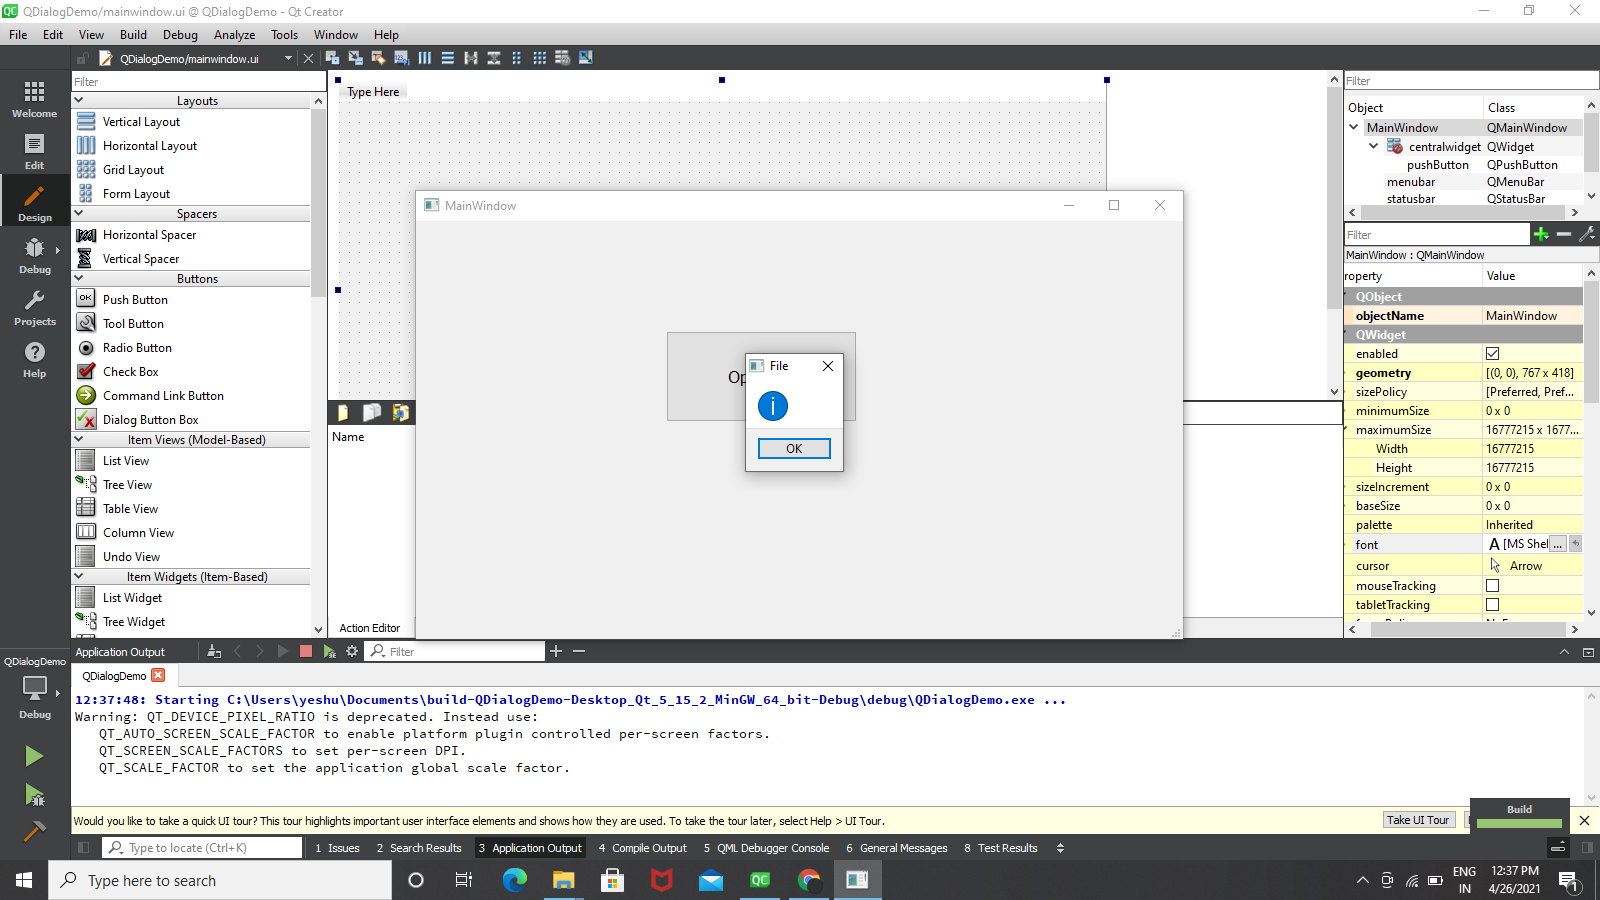 QDialogDemo/mainwindow.ui @ QDialogDemo - Qt Creator
File Edit View Build Debug Analyze Tools Window Help
QDialogDemo/mainwindow.ui
Welcome
Edit
Design
Debug
Projects
Help
QDialogDemo
Debug
Filter
Layouts
Vertical Layout
Horizontal Layout
Grid Layout
Form Layout
Spacers
Horizontal Spacer
Vertical Spacer
Buttons
Push Button
Tool Button
Radio Button
Check Box
Command Link Button
Dialog Button Box
Item Views (Model-Based)
List View
Tree View
Table View
Column View
Undo View
Item Widgets (Item-Based)
List Widget
Tree Widget
Type Here
MainWindow
File
OK
Name
Action Editor
Filter
Object Class
MainWindow QMainWindow
centralwidget QWidget
pushButton QPushButton
menubar QMenuBar
statusbar QStatusBar
Filter
MainWindow : QMainWindow
roperty Value
QObject
objectName MainWindow
QWidget
enabled
geometry [(0, 0), 767 x 418]
sizePolicy [Preferred, Pref...
minimumSize 0 x 0
maximumSize 16777215 x 1677...
Width 16777215
Height 16777215
sizeIncrement 0 x 0
baseSize 0 x 0
palette Inherited
font A [MS Shel ...
cursor Arrow
mouseTracking
tabletTracking
Application Output Filter
QDialogDemo
12:37:48: Starting C:\Users\yeshu\Documents\build-QDialogDemo-Desktop_Qt_5_15_2_MinGW_64_bit-Debug\debug\QDialogDemo.exe ...
Warning: QT_DEVICE_PIXEL_RATIO is deprecated. Instead use:
QT_AUTO_SCREEN_SCALE_FACTOR to enable platform plugin controlled per-screen factors.
QT_SCREEN_SCALE_FACTORS to set per-screen DPI.
QT_SCALE_FACTOR to set the application global scale factor.
Would you like to take a quick UI tour? This tour highlights important user interface elements and shows how they are used. To take the tour later, select Help > UI Tour. Take UI Tour
Build
Type to locate (Ctrl+K) 1 Issues 2 Search Results 3 Application Output 4 Compile Output 5 QML Debugger Console 6 General Messages 8 Test Results
Type here to search
ENG
IN
12:37 PM
4/26/2021
1